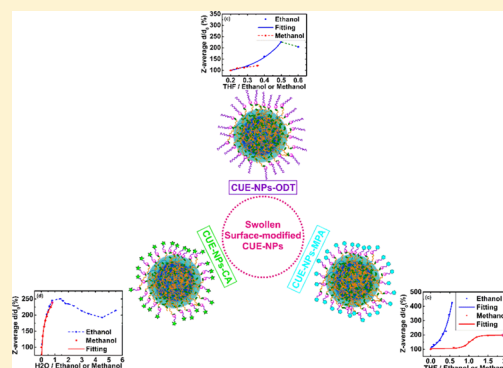 (c)
Z-average d/d0 (%)
350
300
250
200
150
100
50
Ethanol
Fitting
Methanol
0.2 0.3 0.4 0.5 0.6
THF / Ethanol or Methanol
CUE-NPs-ODT
Swollen
Surface-modified
CUE-NPs
CUE-NPs-CA
CUE-NPs-MPA
(d)
Z-average d/d0(%)
250
200
150
100
Ethanol
Methanol
Fitting
0 1 2 3 4 5 6
H2O / Ethanol or Methanol
(c)
Z-average d/d0(%)
500
400
300
200
100
Ethanol
Fitting
Methanol
Fitting
0.0 0.5 1.0 1.5
THF / Ethanol or Methanol